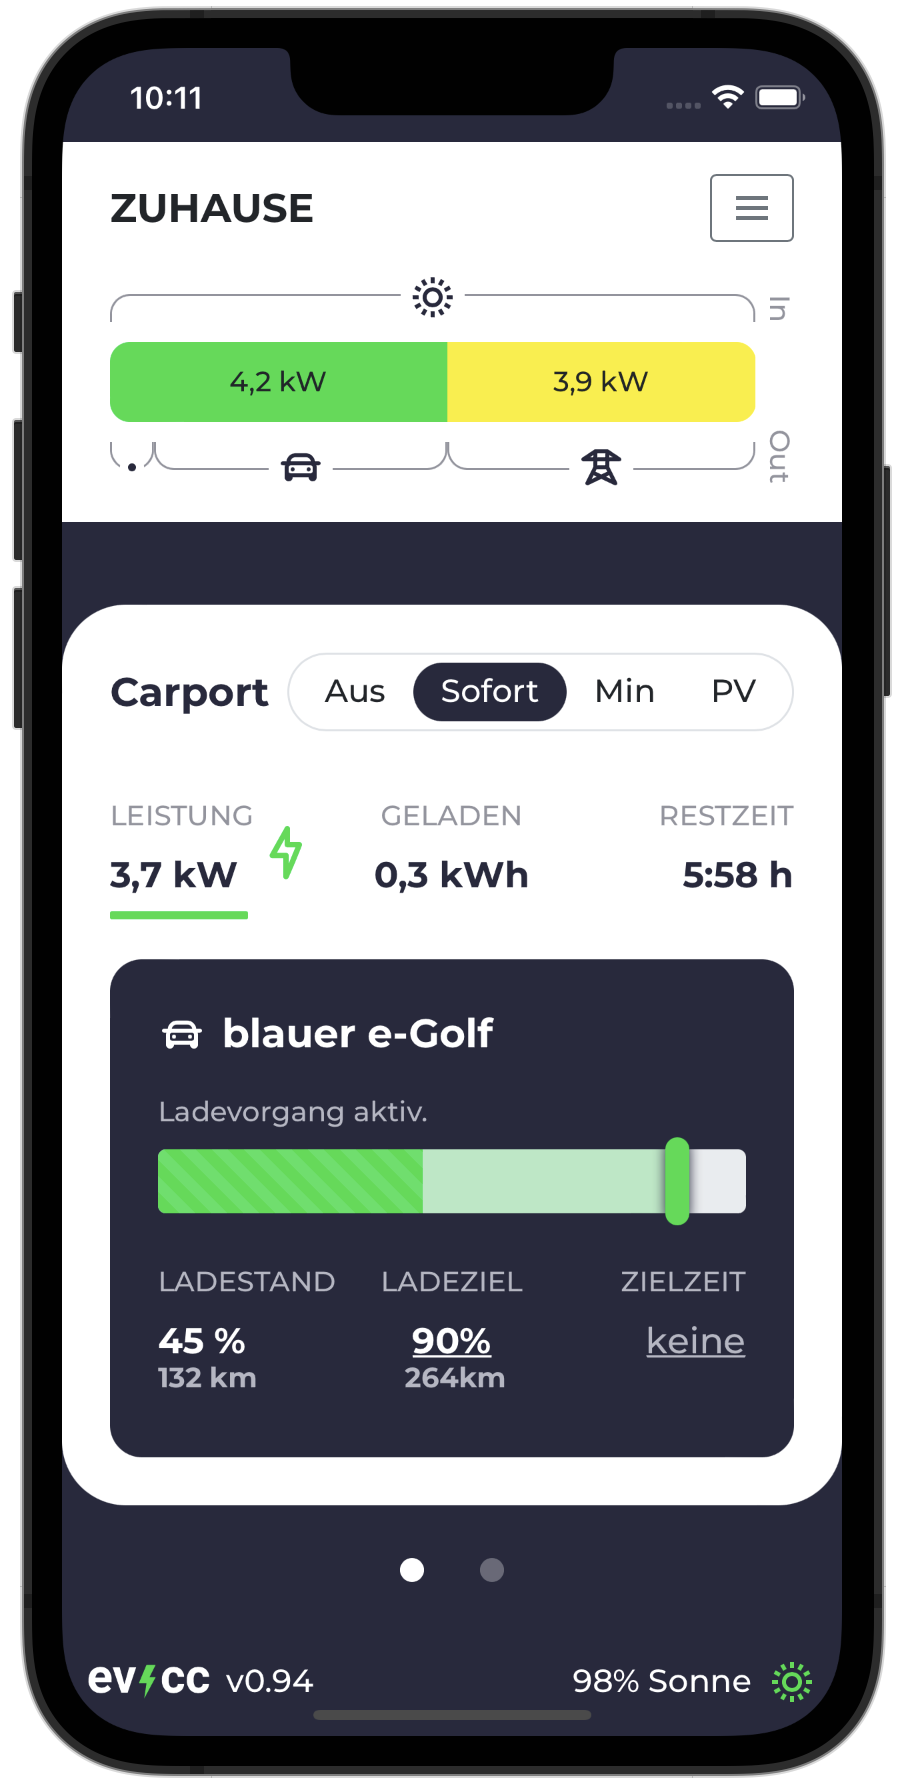 10:11
ZUHAUSE
In
4,2 kW 3,9 kW
Out
Carport Aus Sofort Min PV
LEISTUNG GELADEN RESTZEIT
3,7 kW 0,3 kWh 5:58 h
blauer e-Golf
Ladevorgang aktiv.
LADESTAND LADEZIEL ZIELZEIT
45 % 90% keine
132 km 264km
evcc v0.94 98% Sonne